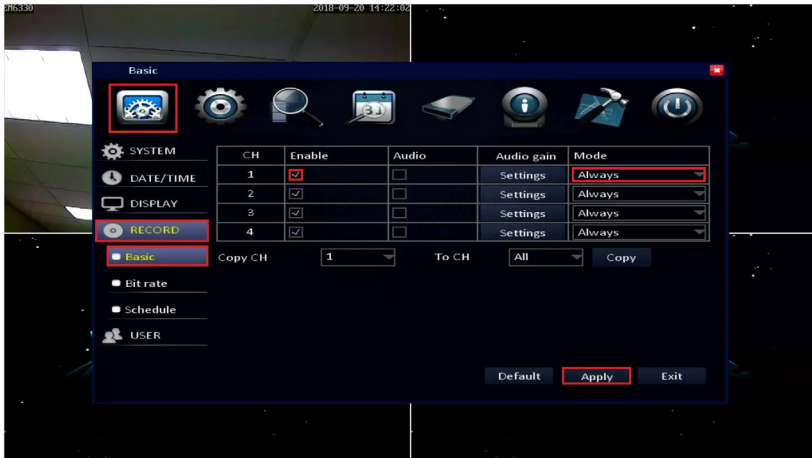 EM6330 2018-09-20 14:22:02
Basic
31
SYSTEM
DATE/TIME
DISPLAY
RECORD
Basic
Bit rate
Schedule
USER
CH Enable Audio Audio gain Mode
1 Settings Always
2 Settings Always
3 Settings Always
4 Settings Always
Copy CH 1 To CH All Copy
Default Apply Exit